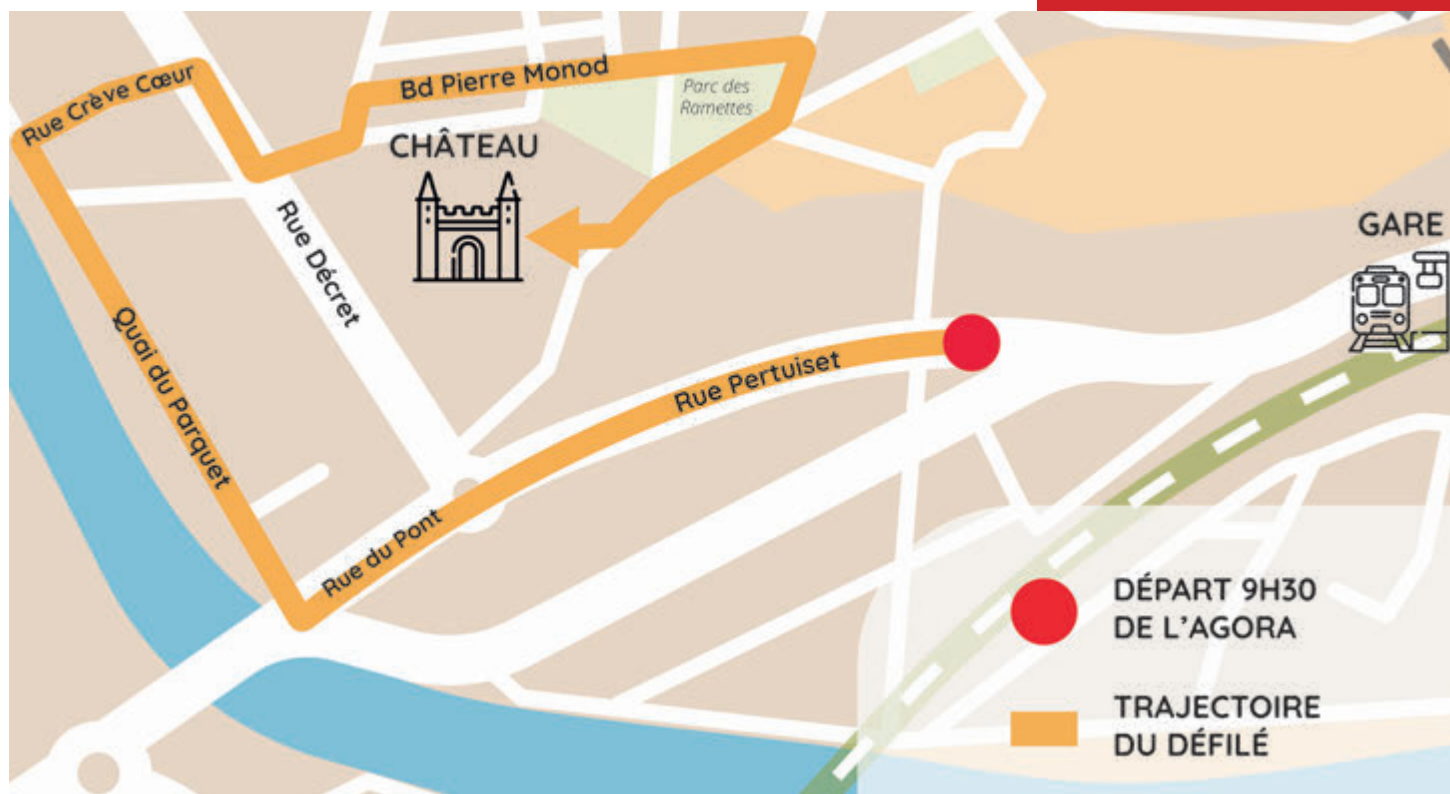 Rue Crève Cœur
Bd Pierre Monod
Parc des
Ramettes
CHÂTEAU
Rue Décret
GARE
Quai du Parquet
Rue Pertuiset
Rue du Pont
DÉPART 9H30
DE L'AGORA
TRAJECTOIRE
DU DÉFILÉ